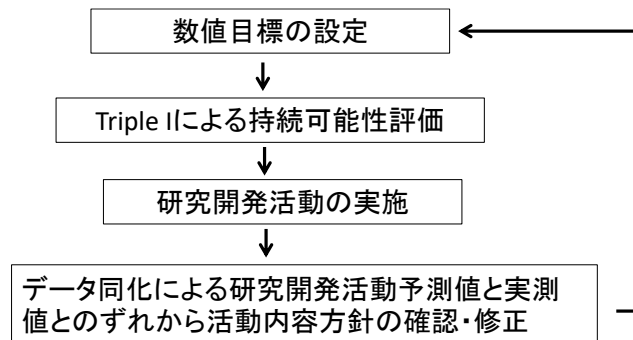 数値目標の設定
Triple Iによる持続可能性評価
研究開発活動の実施
データ同化による研究開発活動予測値と実測
値とのずれから活動内容方針の確認・修正